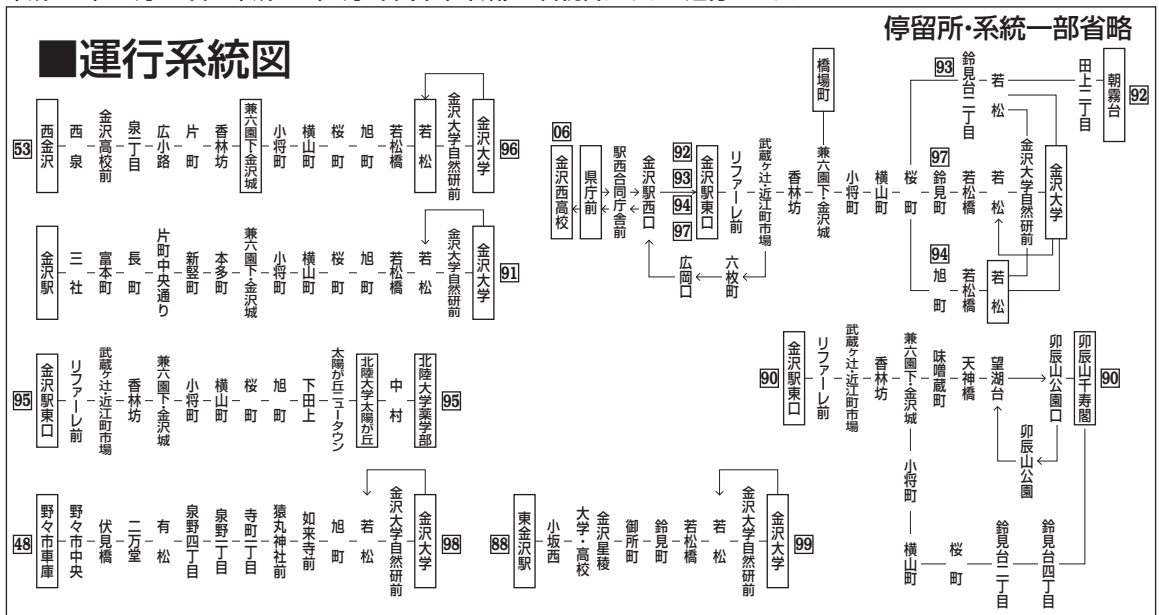 ■運行系統図
停留所・系統一部省略
53
西金沢
西泉
金沢高校前
泉一丁目
広小路
片町
香林坊
兼六園下・金沢城
小将町
横山町
桜町
旭町
若松橋
若松
金沢大学自然研前
金沢大学
96
金沢駅
三社
富本町
長町
片町中央通り
新竪町
本多町
兼六園下・金沢城
小将町
横山町
桜町
旭町
若松橋
若松
金沢大学自然研前
金沢大学
91
95
金沢駅東口
リファーレ前
武蔵ヶ辻・近江町市場
香林坊
兼六園下・金沢城
小将町
横山町
桜町
旭町
下田上
太陽が丘ニュータウン
北陸大学太陽が丘
中村
北陸大学薬学部
95
48
野々市車庫
野々市中央
伏見橋
二万堂
有松
泉野四丁目
泉野一丁目
寺町一丁目
猿丸神社前
如来寺前
旭町
若松
金沢大学自然研前
金沢大学
98
06
金沢西高校
県庁前
駅西合同庁舎前
金沢駅西口
92
93
94
97
金沢駅東口
リファーレ前
武蔵ヶ辻・近江町市場
六枚町
広岡口
香林坊
橋場町
兼六園下・金沢城
小将町
横山町
桜町
93
鈴見台二丁目
若松
田上二丁目
朝霧台
92
97
鈴見町
若松橋
若松
金沢大学自然研前
金沢大学
94
旭町
若松橋
若松
90
金沢駅東口
リファーレ前
武蔵ヶ辻・近江町市場
香林坊
兼六園下・金沢城
味噌蔵町
天神橋
望湖台
卯辰山公園口
卯辰山千寿閣
90
卯辰山公園
小将町
横山町
桜町
鈴見台二丁目
鈴見台四丁目
88
東金沢駅
小坂西
金沢星稜
大学・高校
御所町
鈴見町
若松橋
若松
金沢大学自然研前
金沢大学
99